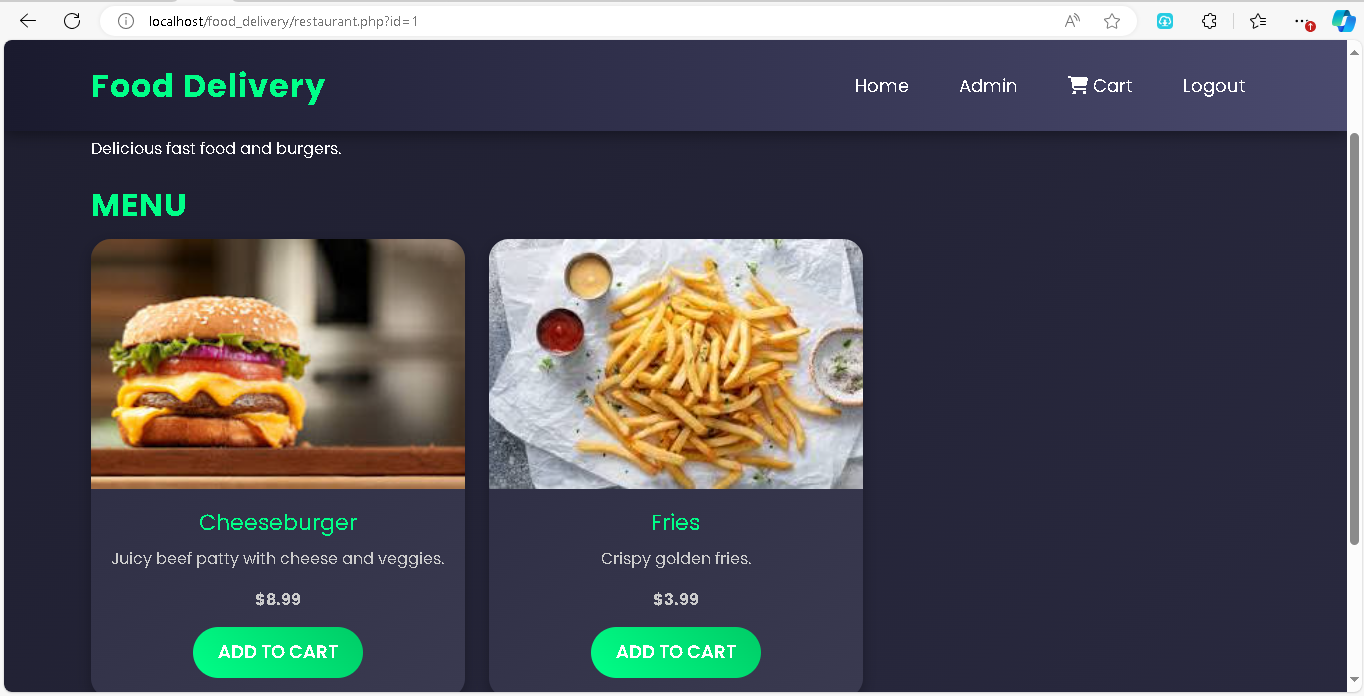 localhost/food_delivery/restaurant.php?id=1
Food Delivery
Home Admin Cart Logout
Delicious fast food and burgers.
MENU
Cheeseburger
Juicy beef patty with cheese and veggies.
$8.99
ADD TO CART
Fries
Crispy golden fries.
$3.99
ADD TO CART